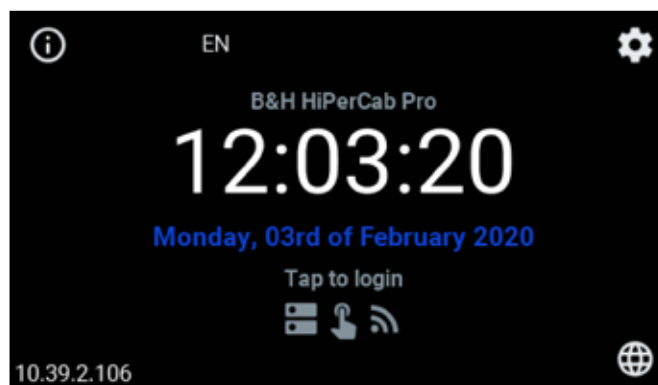 EN
B&H HiPerCab Pro
12:03:20
Monday, 03rd of February 2020
Tap to login
10.39.2.106